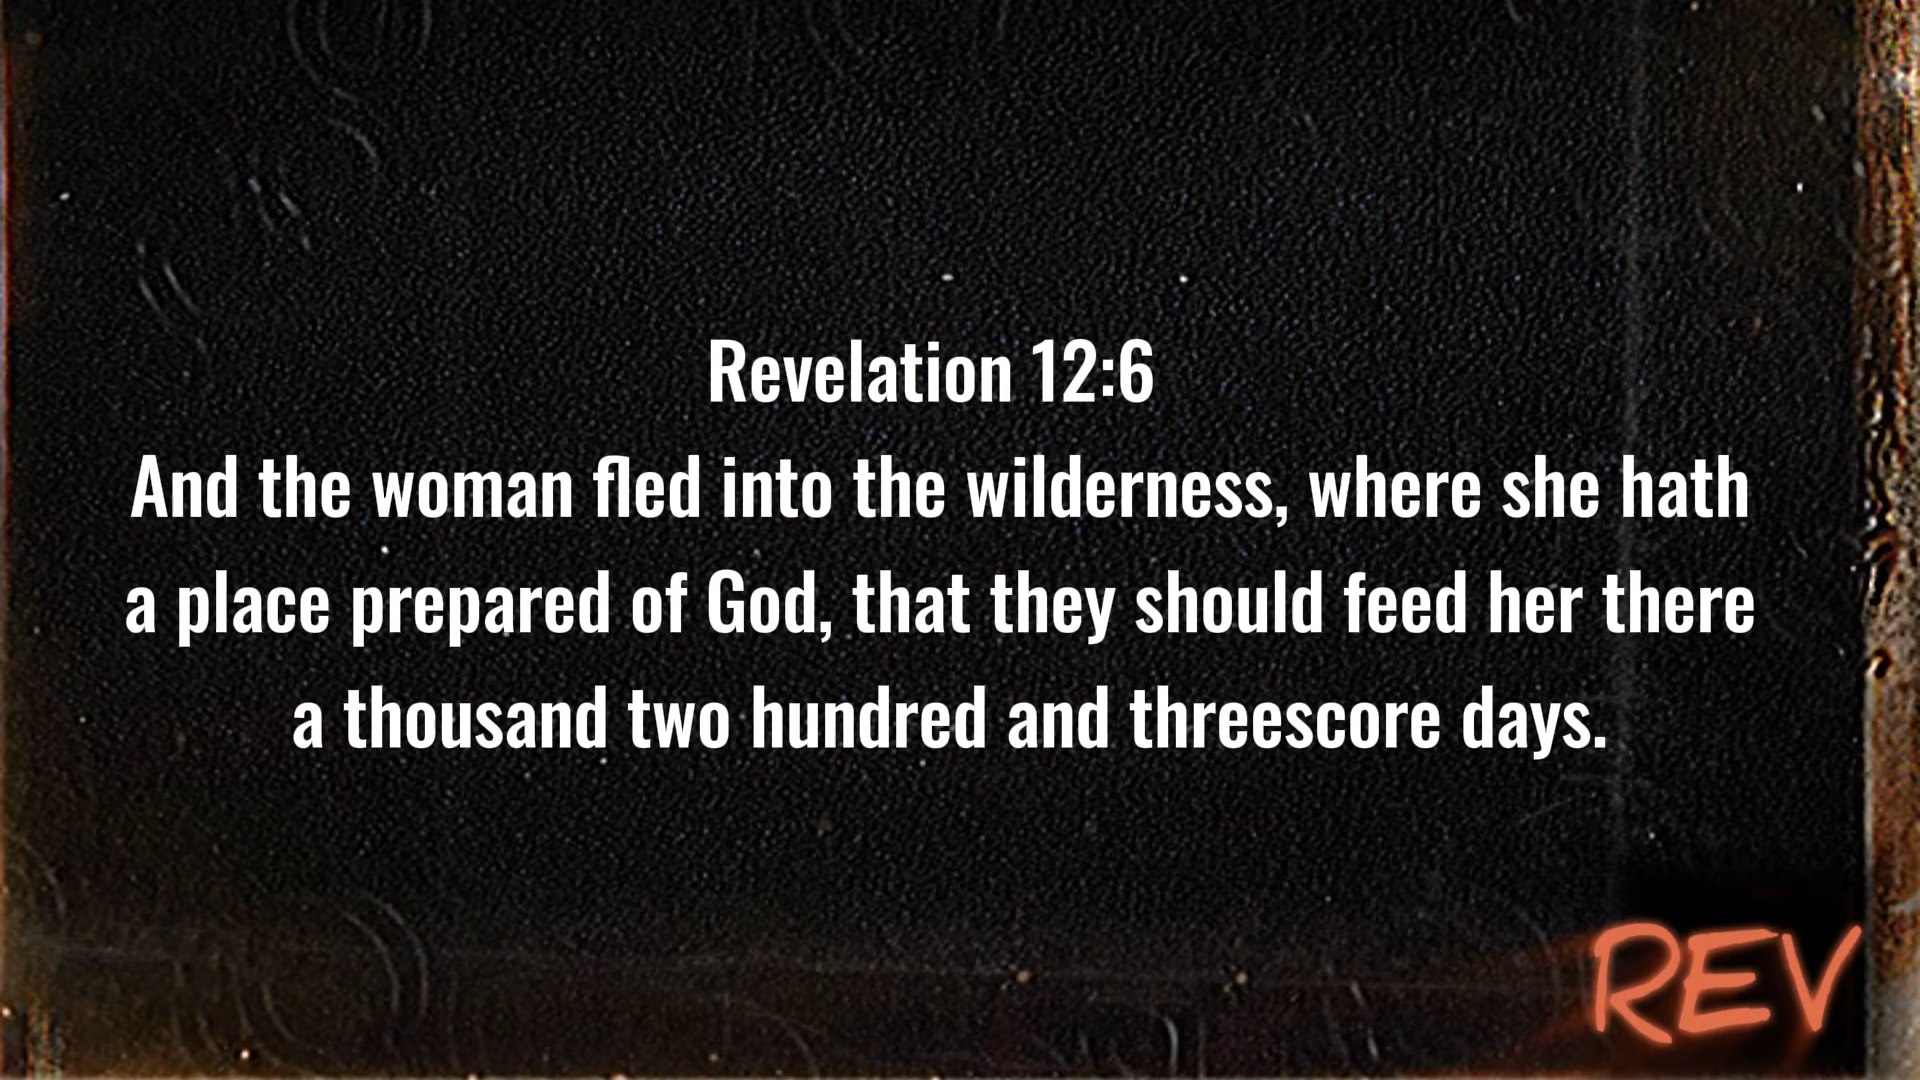 Revelation 12:6
And the woman fled into the wilderness, where she hath
a place prepared of God, that they should feed her there
a thousand two hundred and threescore days.
REV